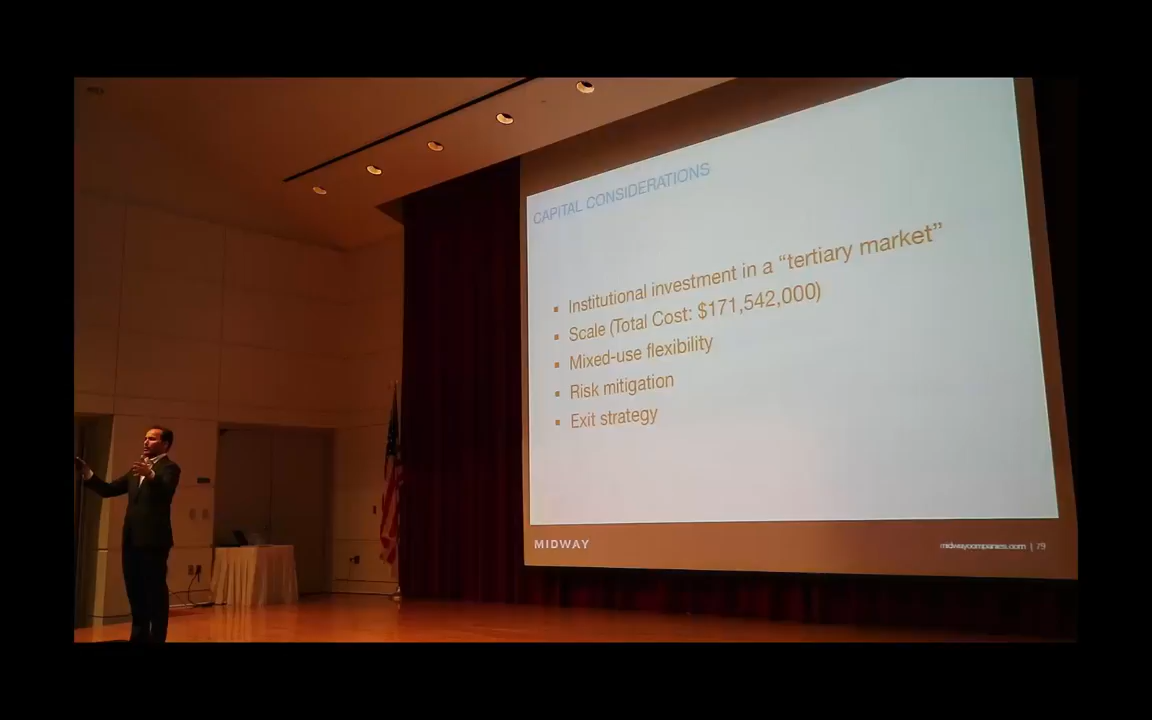 CAPITAL CONSIDERATIONS
▪ Institutional investment in a “tertiary market”
▪ Scale (Total Cost: $171,542,000)
▪ Mixed-use flexibility
▪ Risk mitigation
▪ Exit strategy
MIDWAY
midwaycompanies.com | 79